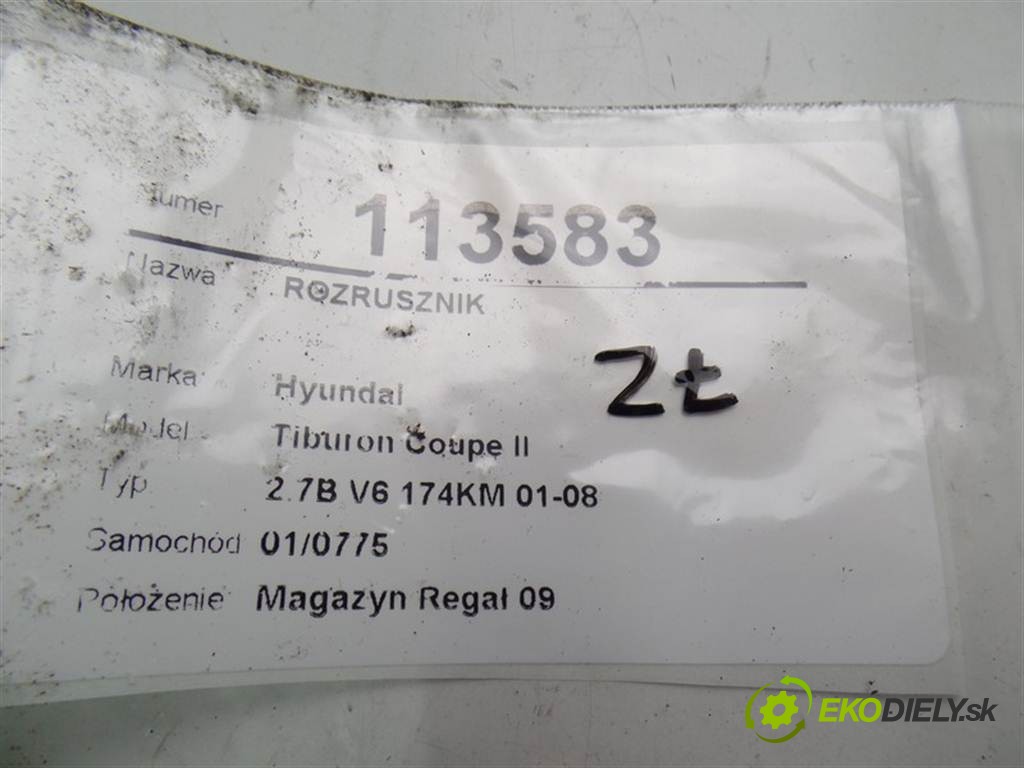 Numer 113583
Nazwa ROZRUSZNIK
Marka Hyundai
ZŁ
Model Tiburon Coupe II
Typ 2.7B V6 174KM 01-08
Samochód 01/0775
Położenie Magazyn Regał 09
EKODIELY.sk